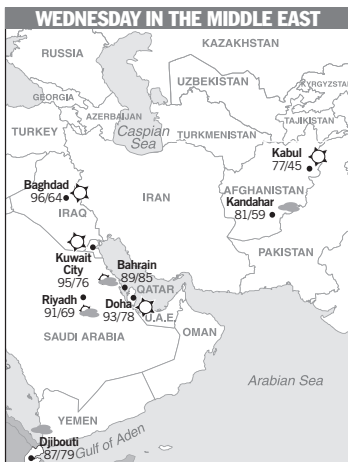 WEDNESDAY IN THE MIDDLE EAST
KAZAKHSTAN
RUSSIA
UZBEKISTAN
KYRGYZSTAN
GEORGIA
AZERBAIJAN
TAJIKISTAN
TURKEY
Caspian
Sea
TURKMENISTAN
Kabul
77/45
Baghdad
96/64
IRAQ
IRAN
AFGHANISTAN
Kandahar
81/59
PAKISTAN
Kuwait
City
95/76
Bahrain
89/85
QATAR
Riyadh
91/69
Doha
93/78
U.A.E.
OMAN
SAUDI ARABIA
Arabian Sea
YEMEN
Djibouti
87/79
Gulf of Aden